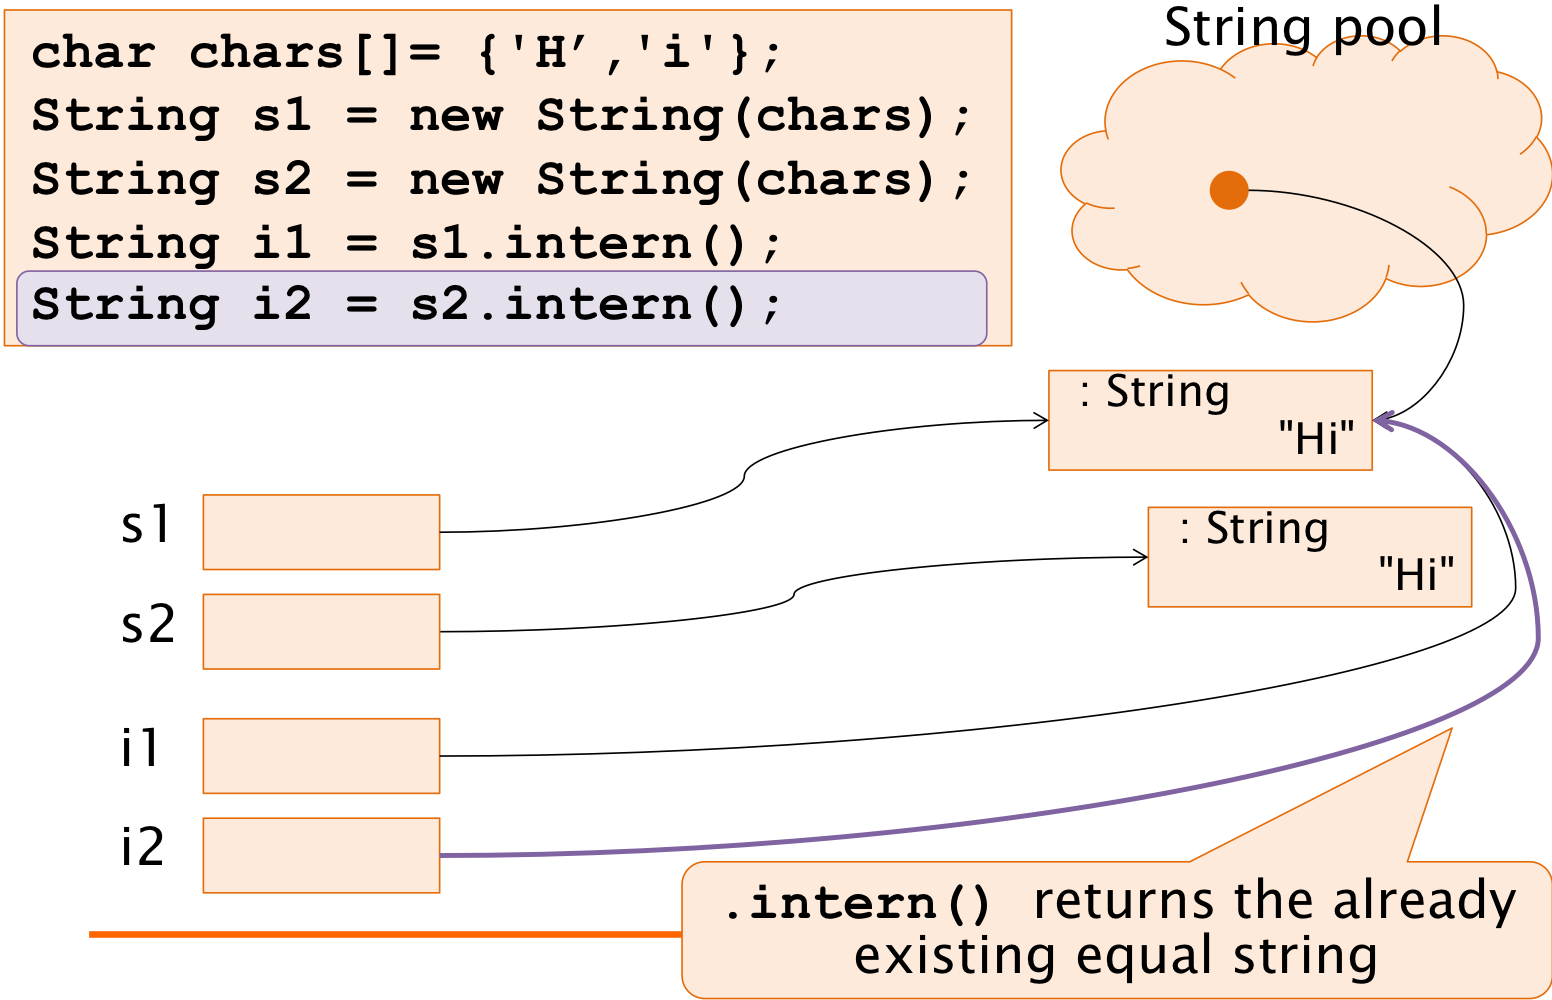 String pool
char chars[]= {'H’,'i'};
String s1 = new String(chars);
String s2 = new String(chars);
String i1 = s1.intern();
String i2 = s2.intern();
: String
"Hi"
s1
: String
"Hi"
s2
i1
i2
.intern() returns the already
existing equal string